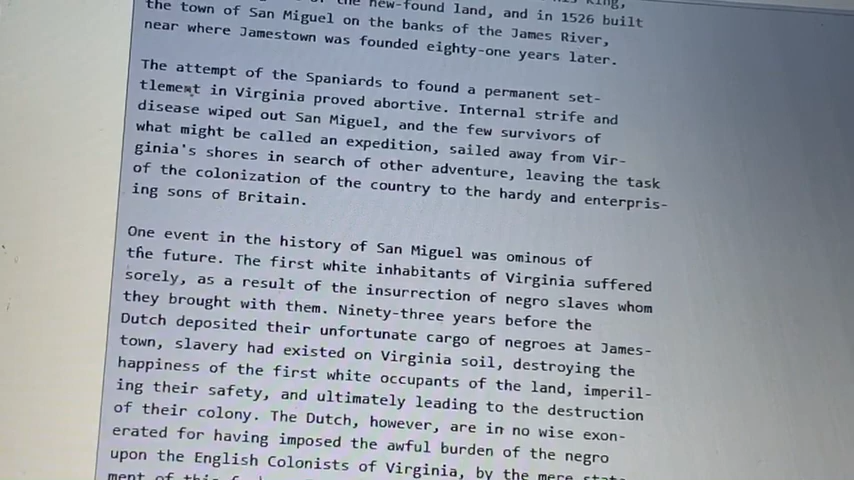 of the new-found land, and in 1526 built
the town of San Miguel on the banks of the James River,
near where Jamestown was founded eighty-one years later.
The attempt of the Spaniards to found a permanent set-
tlement in Virginia proved abortive. Internal strife and
disease wiped out San Miguel, and the few survivors of
what might be called an expedition, sailed away from Vir-
ginia's shores in search of other adventure, leaving the task
of the colonization of the country to the hardy and enterpris-
ing sons of Britain.
One event in the history of San Miguel was ominous of
the future. The first white inhabitants of Virginia suffered
sorely, as a result of the insurrection of negro slaves whom
they brought with them. Ninety-three years before the
Dutch deposited their unfortunate cargo of negroes at James-
town, slavery had existed on Virginia soil, destroying the
happiness of the first white occupants of the land, imperil-
ing their safety, and ultimately leading to the destruction
of their colony. The Dutch, however, are in no wise exon-
erated for having imposed the awful burden of the negro
upon the English Colonists of Virginia, by the mere state-
ment of this